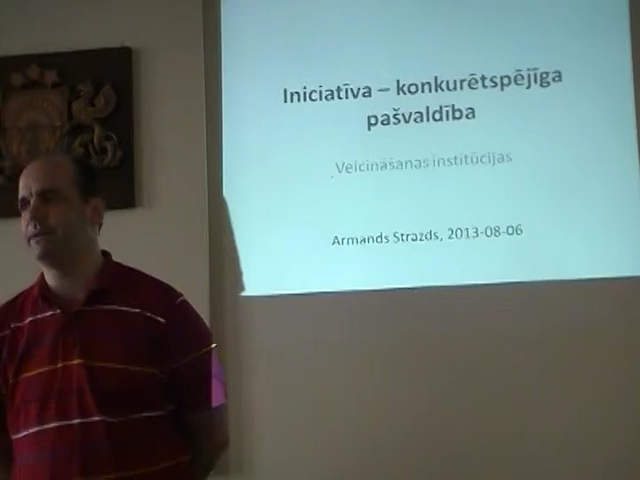 Iniciatīva – konkurētspējīga
pašvaldība
Veicināšanas institūcijas
Armands Strazds, 2013-08-06